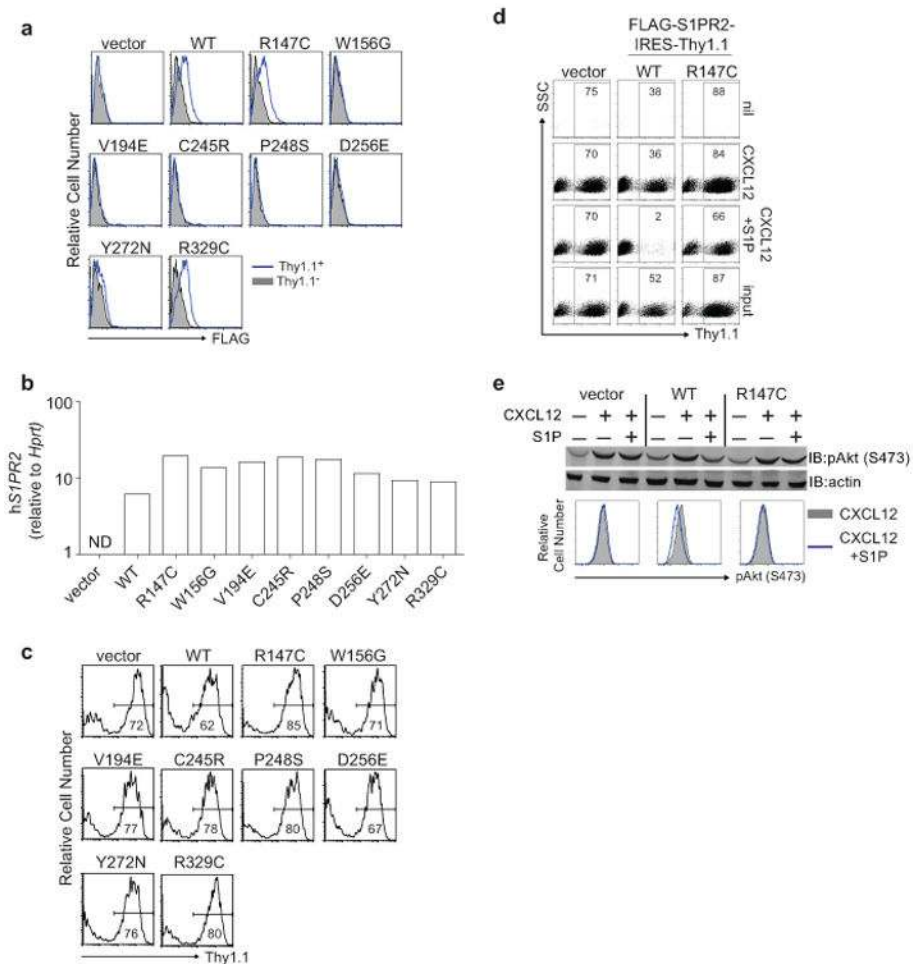 a
vector WT R147C W156G
V194E C245R P248S D256E
Y272N R329C
Relative Cell Number
Thy1.1+
Thy1.1-
FLAG
b
100
10
1
hS1PR2
(relative to Hprt)
ND
vector WT R147C W156G V194E C245R P248S D256E Y272N R329C
c
vector WT R147C W156G
72 62 85 71
V194E C245R P248S D256E
77 78 80 67
Y272N R329C
76 80
Relative Cell Number
Thy1.1
d
FLAG-S1PR2-
IRES-Thy1.1
vector WT R147C
SSC
75 38 88 nil
70 36 84 CXCL12
70 2 66 CXCL12
+S1P
71 52 87 input
Thy1.1
e
vector WT R147C
CXCL12 — + + — + + — + +
S1P — — + — — + — — +
IB:pAkt (S473)
IB:actin
Relative
Cell Number
CXCL12
CXCL12
+S1P
pAkt (S473)